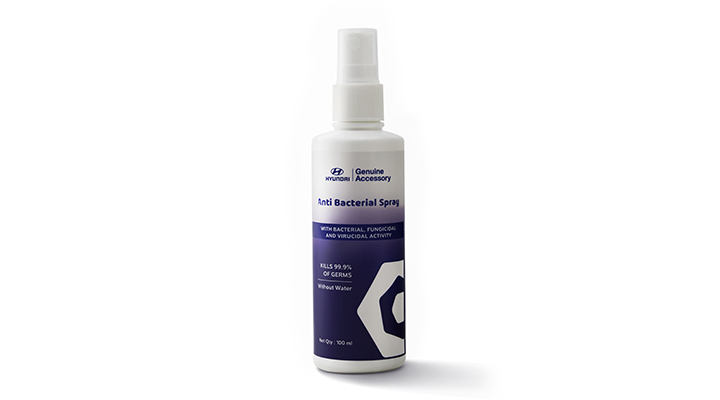 HYUNDAI
Genuine
Accessory
Anti Bacterial Spray
WITH BACTERIAL, FUNGICIDAL
AND VIRUCIDAL ACTIVITY
KILLS 99.9%
OF GERMS
Without Water
Net Qty : 100 ml